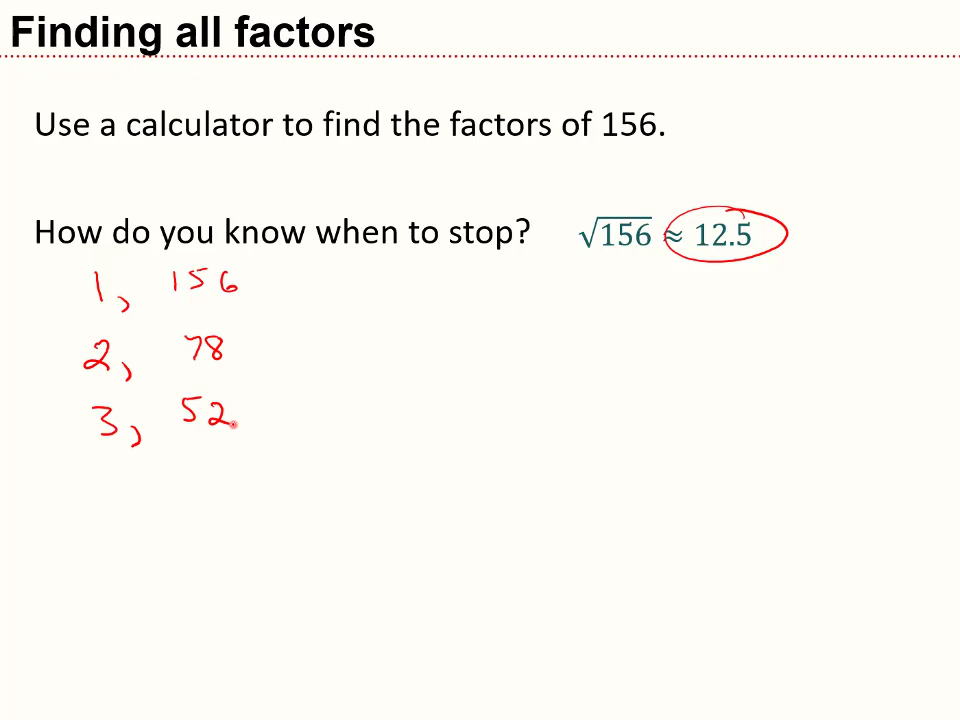 Finding all factors
Use a calculator to find the factors of 156.
How do you know when to stop? √156 ≈ 12.5
1, 156
2, 78
3, 52